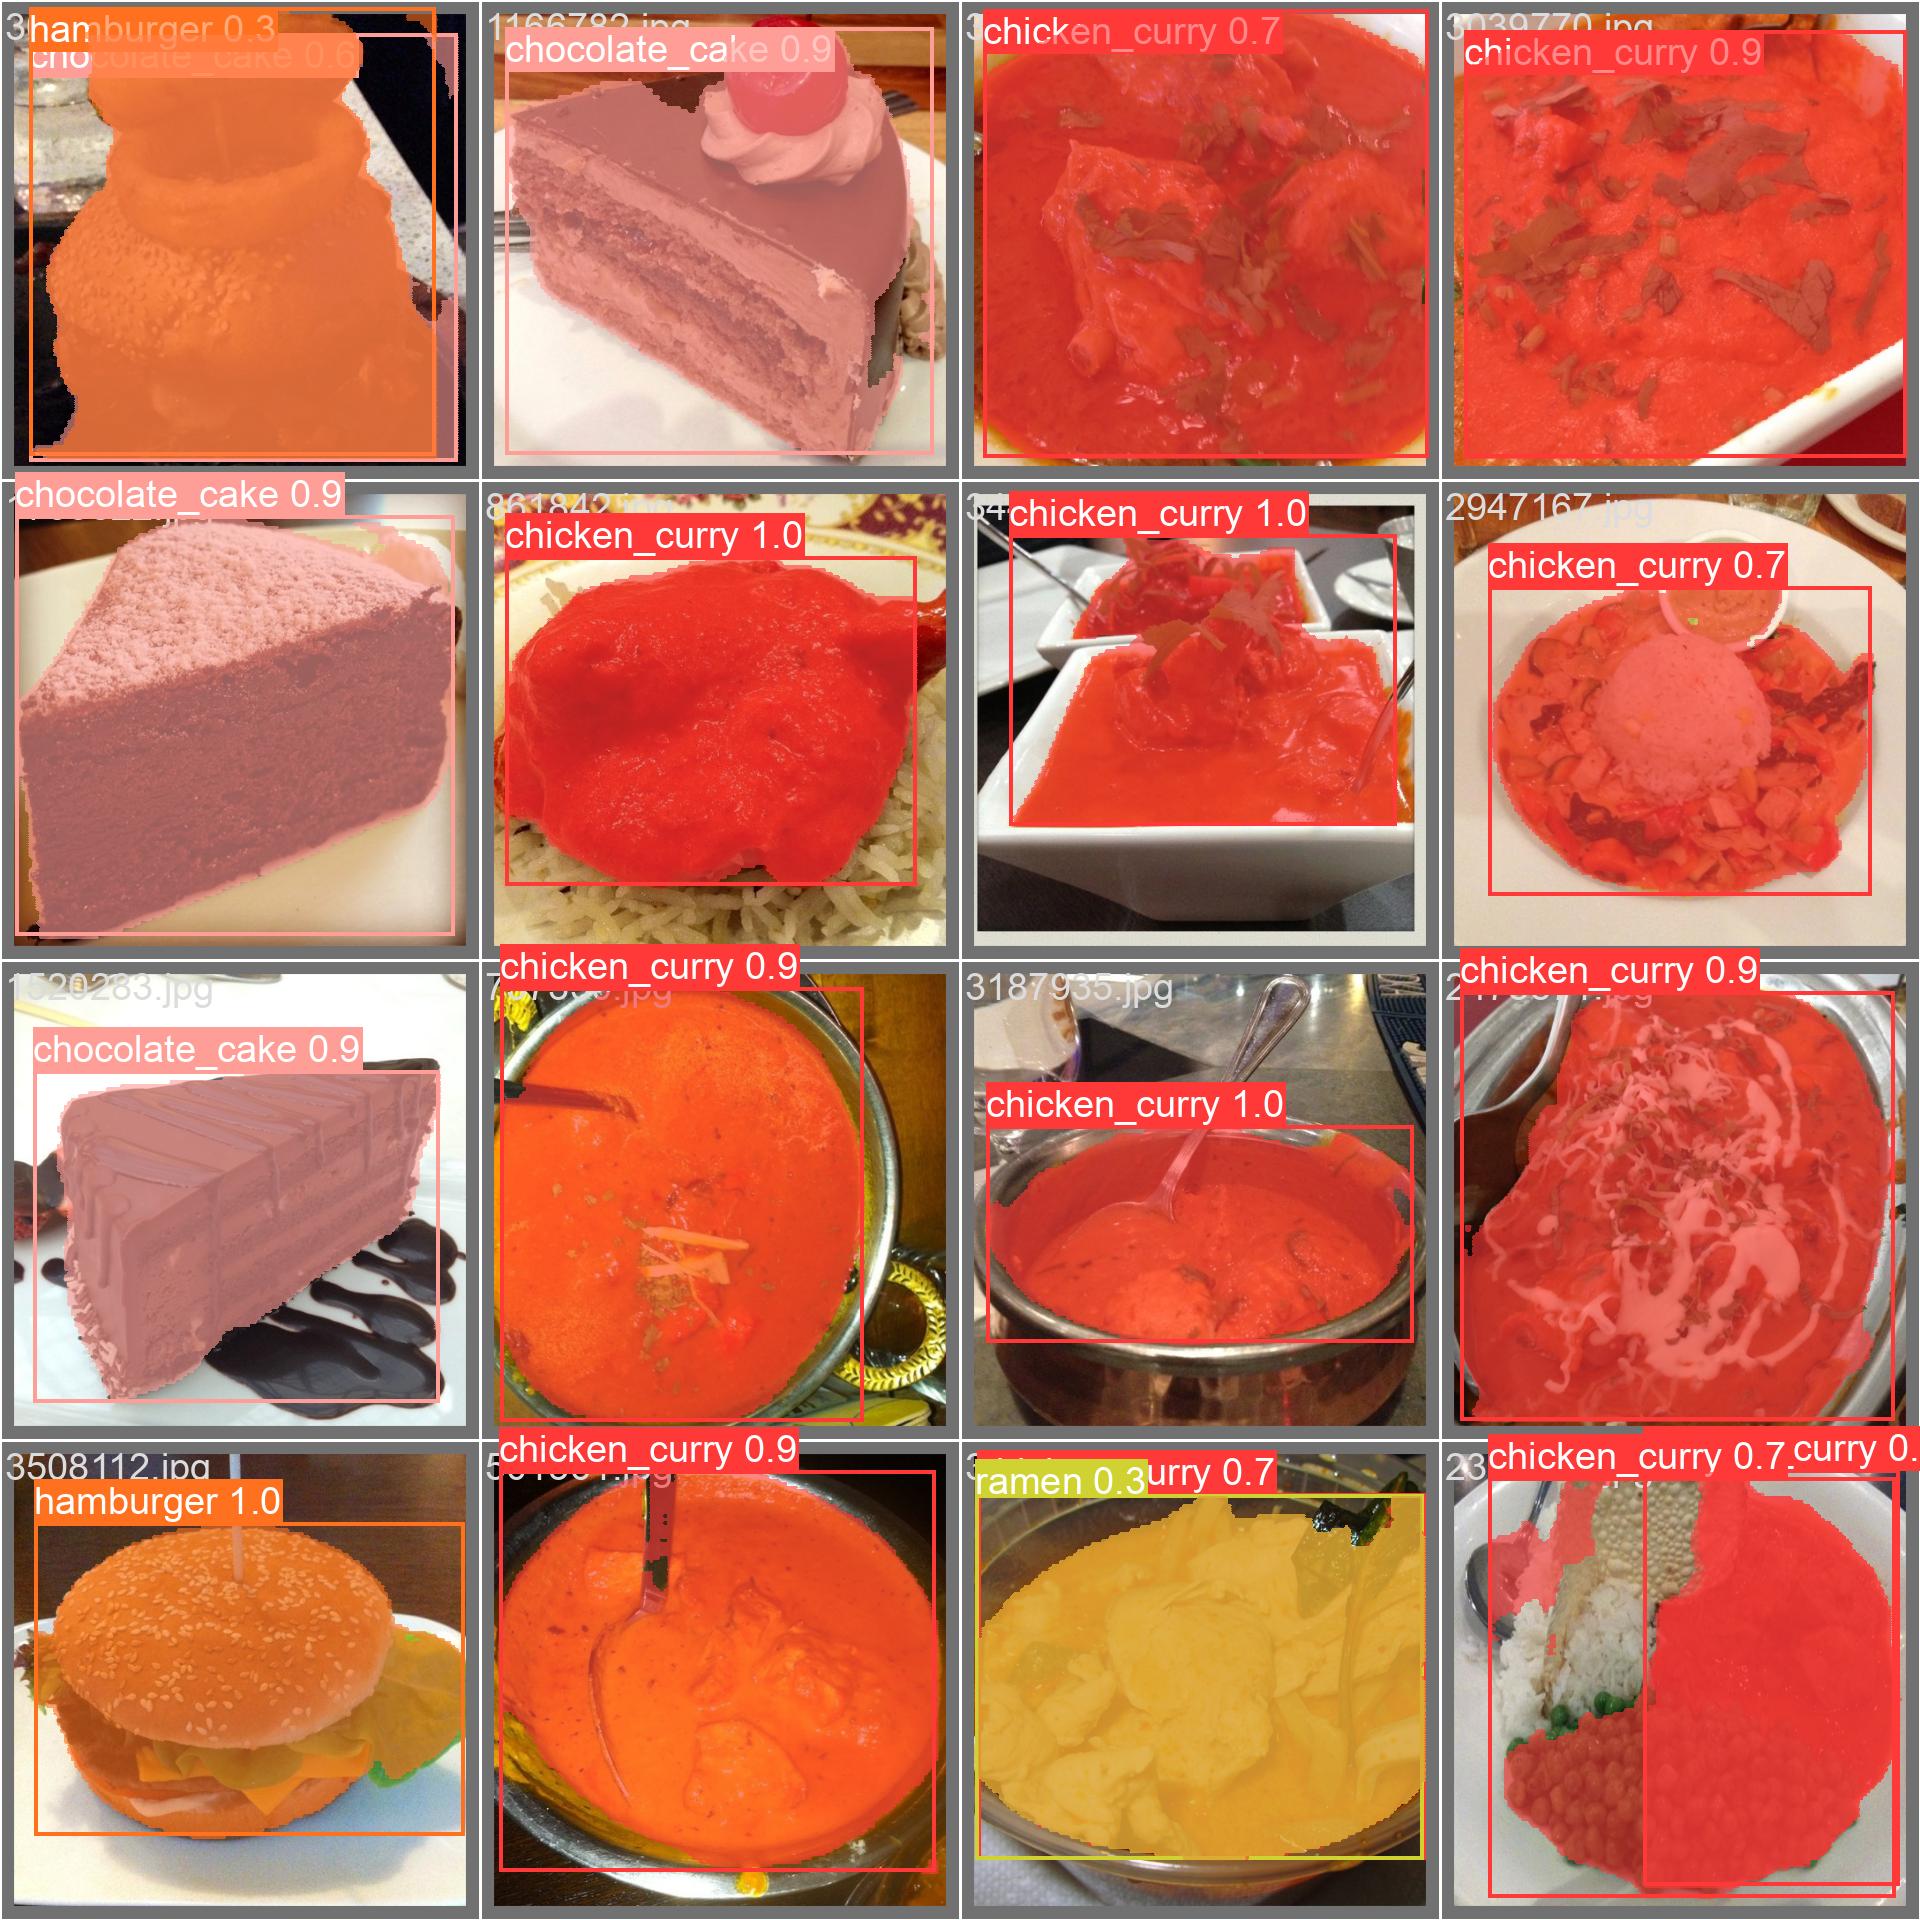 hamburger 0.3
chocolate_cake 0.6
1166782.jpg
chocolate_cake 0.9
chicken_curry 0.7
3039770.jpg
chicken_curry 0.9
chocolate_cake 0.9
861842.jpg
chicken_curry 1.0
chicken_curry 1.0
2947167.jpg
chicken_curry 0.7
1520283.jpg
chocolate_cake 0.9
chicken_curry 0.9
3187935.jpg
chicken_curry 1.0
chicken_curry 0.9
3508112.jpg
hamburger 1.0
chicken_curry 0.9
ramen 0.3
urry 0.7
chicken_curry 0.7
curry 0.